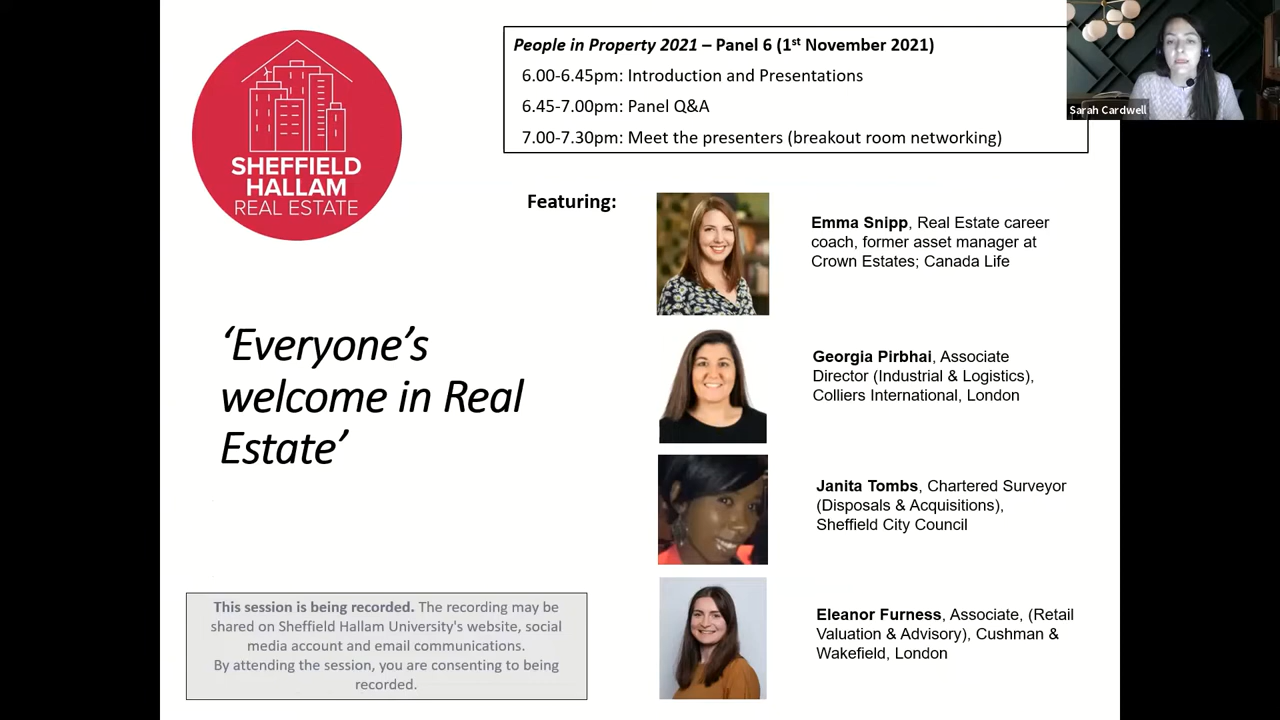 SHEFFIELD
HALLAM
REAL ESTATE
People in Property 2021 – Panel 6 (1st November 2021)
6.00-6.45pm: Introduction and Presentations
6.45-7.00pm: Panel Q&A
7.00-7.30pm: Meet the presenters (breakout room networking)
Sarah Cardwell
Featuring:
Emma Snipp, Real Estate career
coach, former asset manager at
Crown Estates; Canada Life
‘Everyone’s
welcome in Real
Estate’
Georgia Pirbhai, Associate
Director (Industrial & Logistics),
Colliers International, London
Janita Tombs, Chartered Surveyor
(Disposals & Acquisitions),
Sheffield City Council
Eleanor Furness, Associate, (Retail
Valuation & Advisory), Cushman &
Wakefield, London
This session is being recorded. The recording may be
shared on Sheffield Hallam University's website, social
media account and email communications.
By attending the session, you are consenting to being
recorded.